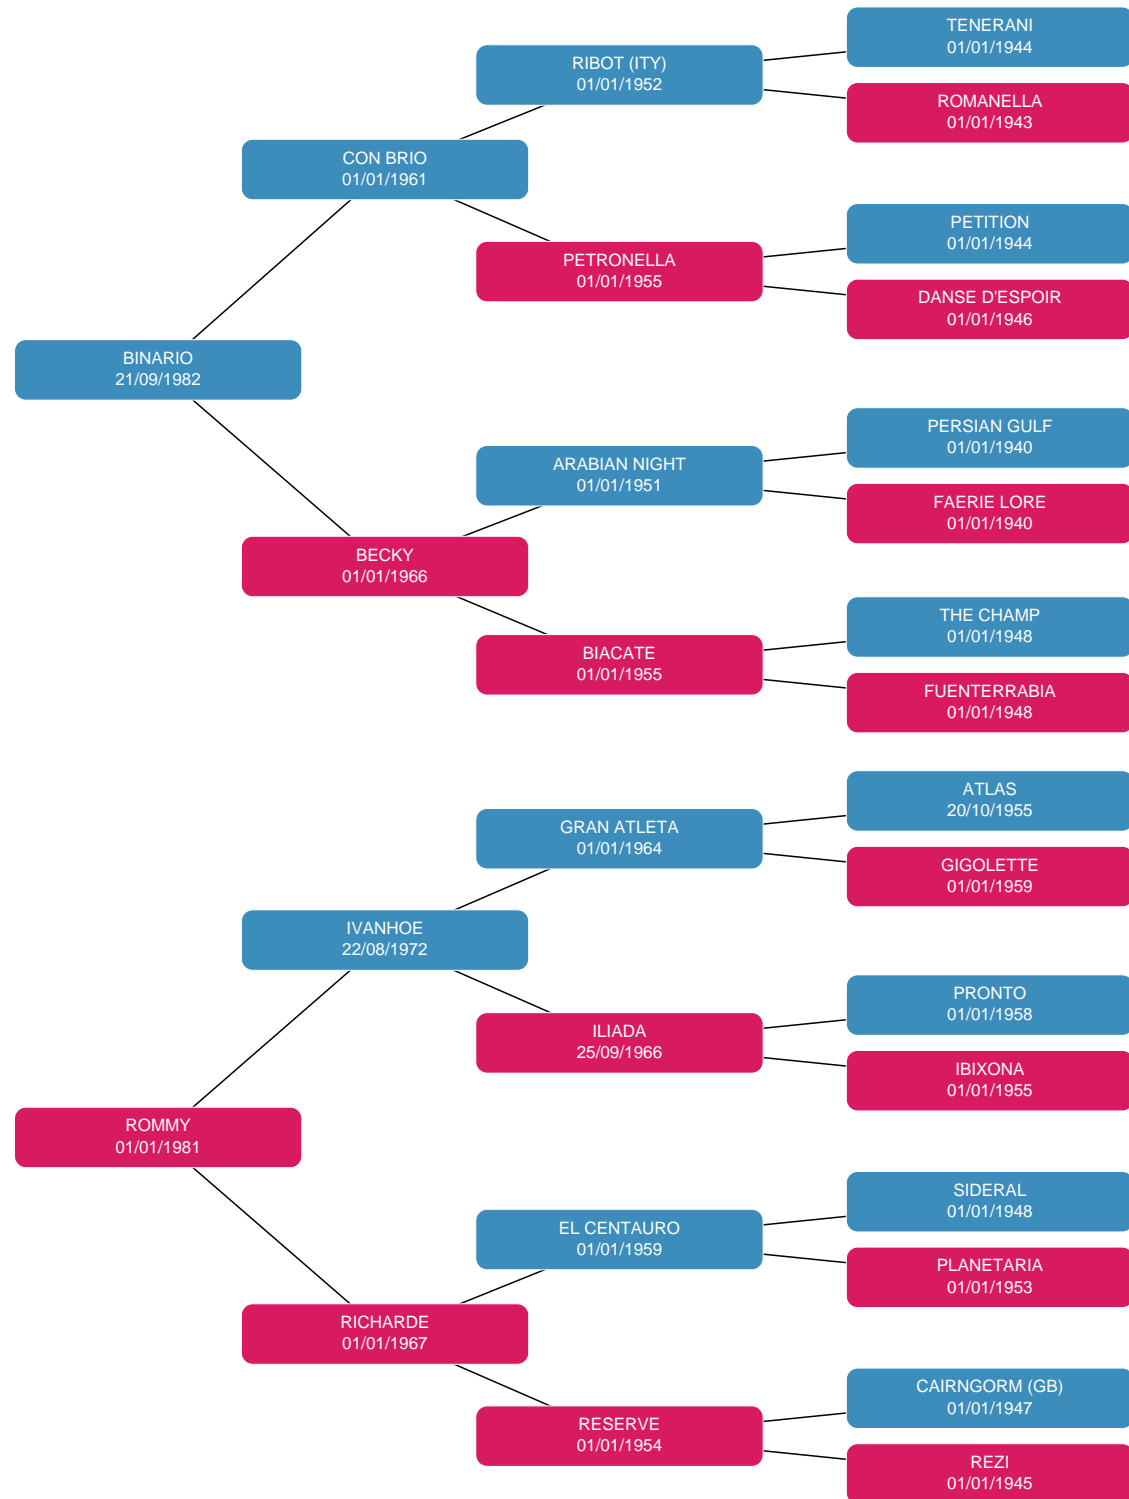 TENERANI
01/01/1944
RIBOT (ITY)
01/01/1952
ROMANELLA
01/01/1943
CON BRIO
01/01/1961
PETITION
01/01/1944
PETRONELLA
01/01/1955
DANSE D'ESPOIR
01/01/1946
BINARIO
21/09/1982
PERSIAN GULF
01/01/1940
ARABIAN NIGHT
01/01/1951
FAERIE LORE
01/01/1940
BECKY
01/01/1966
THE CHAMP
01/01/1948
BIACATE
01/01/1955
FUENTERRABIA
01/01/1948
ATLAS
20/10/1955
GRAN ATLETA
01/01/1964
GIGOLETTE
01/01/1959
IVANHOE
22/08/1972
PRONTO
01/01/1958
ILIADA
25/09/1966
IBIXONA
01/01/1955
ROMMY
01/01/1981
SIDERAL
01/01/1948
EL CENTAURO
01/01/1959
PLANETARIA
01/01/1953
RICHARDE
01/01/1967
CAIRNGORM (GB)
01/01/1947
RESERVE
01/01/1954
REZI
01/01/1945